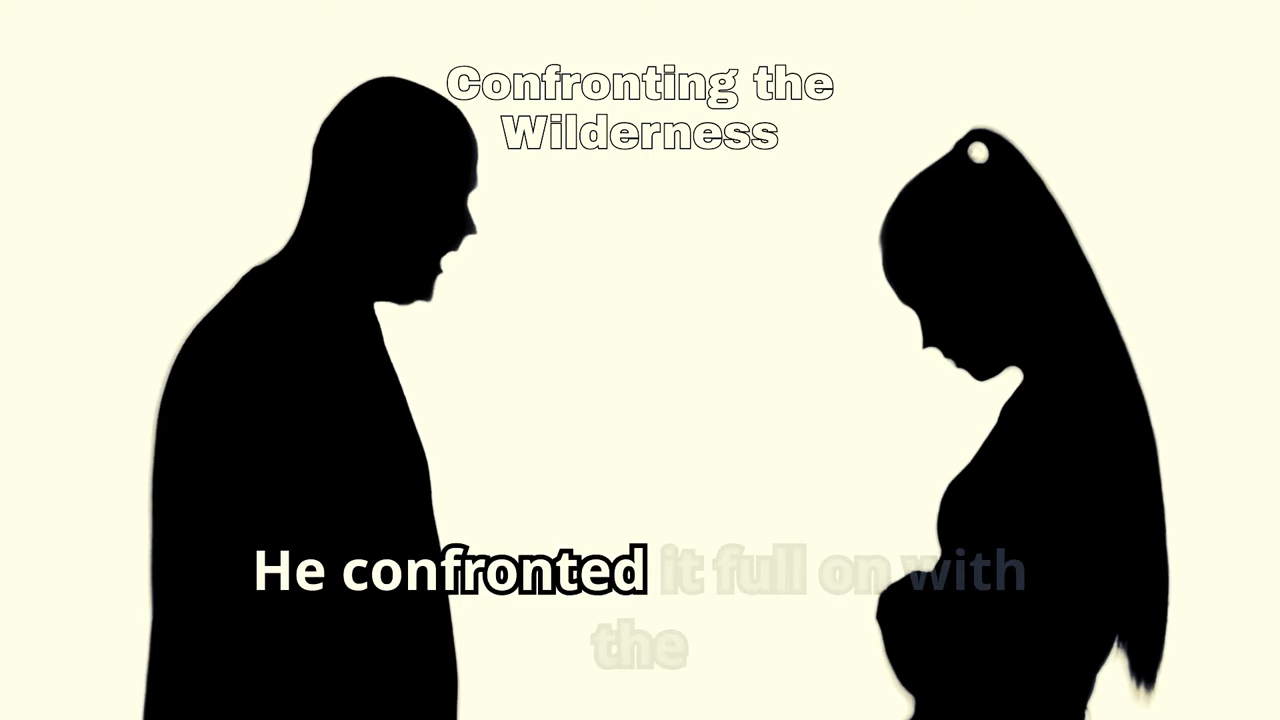 Confronting the
Wilderness
He confronted it full on with
the